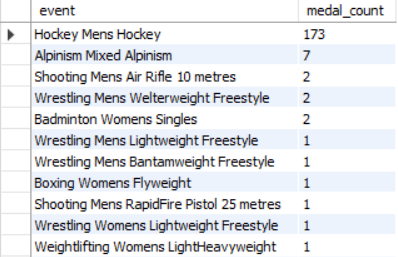 event medal_count
Hockey Mens Hockey 173
Alpinism Mixed Alpinism 7
Shooting Mens Air Rifle 10 metres 2
Wrestling Mens Welterweight Freestyle 2
Badminton Womens Singles 2
Wrestling Mens Lightweight Freestyle 1
Wrestling Mens Bantamweight Freestyle 1
Boxing Womens Flyweight 1
Shooting Mens RapidFire Pistol 25 metres 1
Wrestling Womens Lightweight Freestyle 1
Weightlifting Womens LightHeavyweight 1